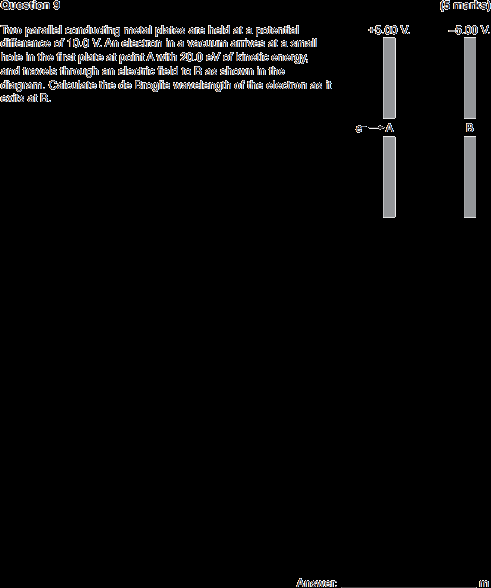 Question 9 (5 marks)
Two parallel conducting metal plates are held at a potential
difference of 10.0 V. An electron in a vacuum arrives at a small
hole in the first plate at point A with 20.0 eV of kinetic energy
and travels through an electric field to B as shown in the
diagram. Calculate the de Broglie wavelength of the electron as it
exits at B.
+5.00 V. –5.00 V.
e⁻ → A B
Answer: ____________________ m